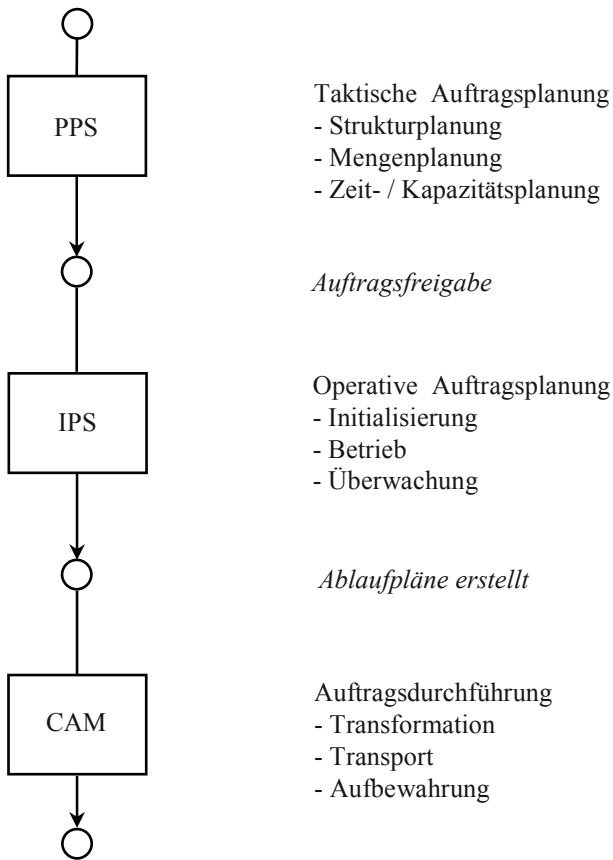 PPS
Taktische Auftragsplanung
- Strukturplanung
- Mengenplanung
- Zeit- / Kapazitätsplanung
Auftragsfreigabe
IPS
Operative Auftragsplanung
- Initialisierung
- Betrieb
- Überwachung
Ablaufpläne erstellt
CAM
Auftragsdurchführung
- Transformation
- Transport
- Aufbewahrung